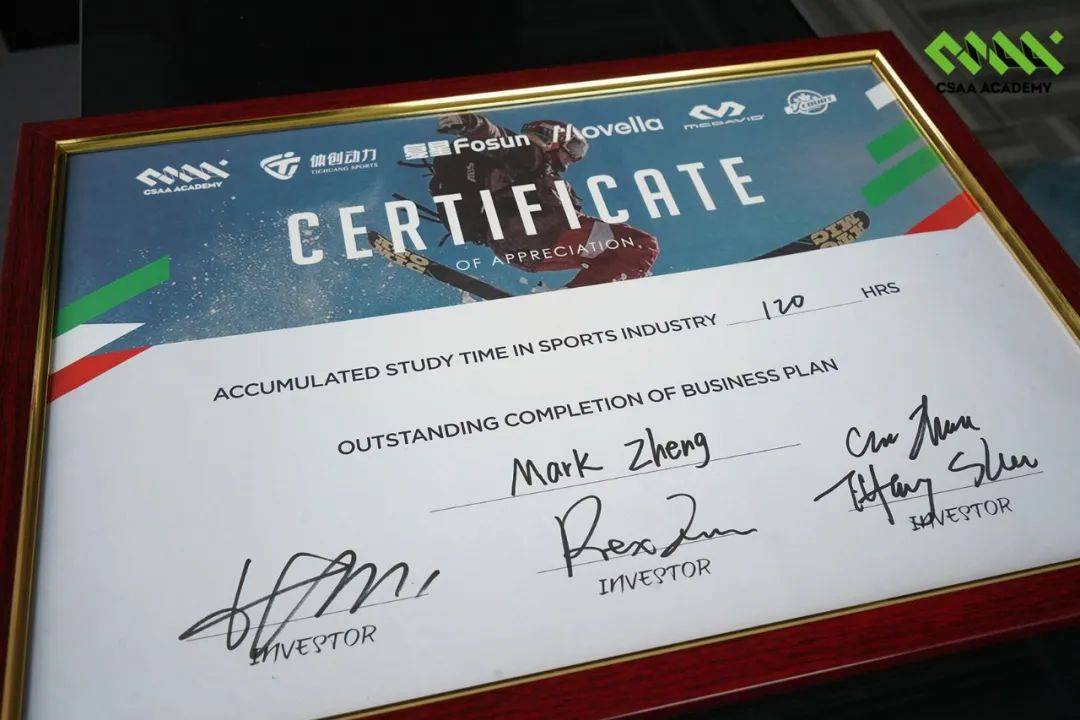 CSAA ACADEMY
CSAA ACADEMY
体创动力
TICHUANG SPORTS
复星Fosun
Movella
MCDAVID
CERTIFICATE
OF APPRECIATION
ACCUMULATED STUDY TIME IN SPORTS INDUSTRY 120 HRS
OUTSTANDING COMPLETION OF BUSINESS PLAN
Mark Zheng
Tiffany
INVESTOR
Rex
INVESTOR
INVESTOR